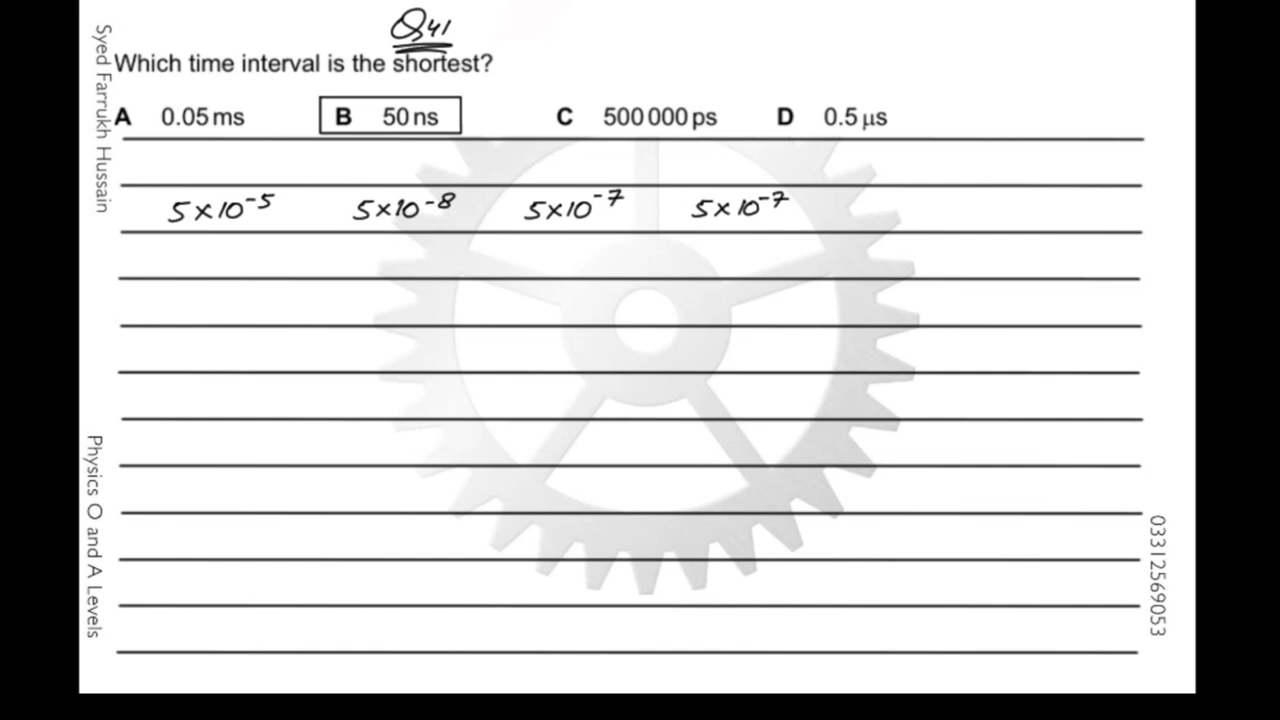 Q41
Which time interval is the shortest?
A 0.05 ms B 50 ns C 500 000 ps D 0.5 μs
5×10⁻⁵ 5×10⁻⁸ 5×10⁻⁷ 5×10⁻⁷
Syed Farrukh Hussain
Physics O and A Levels
03312569053